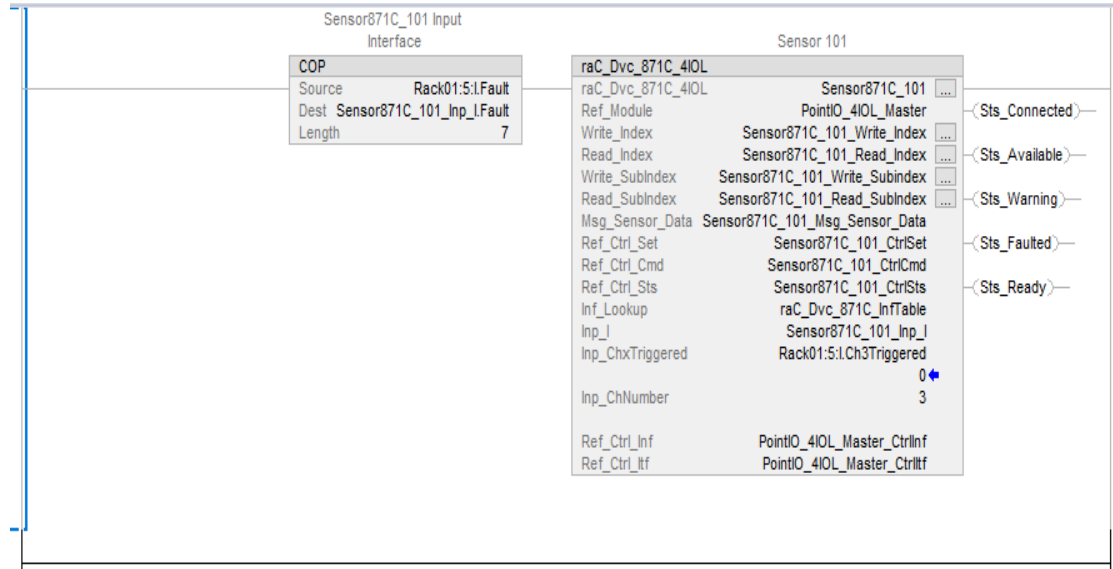 Sensor871C_101 Input
Interface
COP
Source Rack01:5:I.Fault
Dest Sensor871C_101_Inp_I.Fault
Length 7
Sensor 101
raC_Dvc_871C_4IOL
raC_Dvc_871C_4IOL Sensor871C_101 ...
Ref_Module PointIO_4IOL_Master (Sts_Connected)
Write_Index Sensor871C_101_Write_Index ...
Read_Index Sensor871C_101_Read_Index ... (Sts_Available)
Write_SubIndex Sensor871C_101_Write_Subindex ...
Read_SubIndex Sensor871C_101_Read_SubIndex ... (Sts_Warning)
Msg_Sensor_Data Sensor871C_101_Msg_Sensor_Data
Ref_Ctrl_Set Sensor871C_101_CtrlSet (Sts_Faulted)
Ref_Ctrl_Cmd Sensor871C_101_CtrlCmd
Ref_Ctrl_Sts Sensor871C_101_CtrlSts (Sts_Ready)
Inf_Lookup raC_Dvc_871C_InfTable
Inp_I Sensor871C_101_Inp_I
Inp_ChxTriggered Rack01:5:I.Ch3Triggered
0
Inp_ChNumber 3
Ref_Ctrl_Inf PointIO_4IOL_Master_CtrlInf
Ref_Ctrl_Itf PointIO_4IOL_Master_CtrlItf